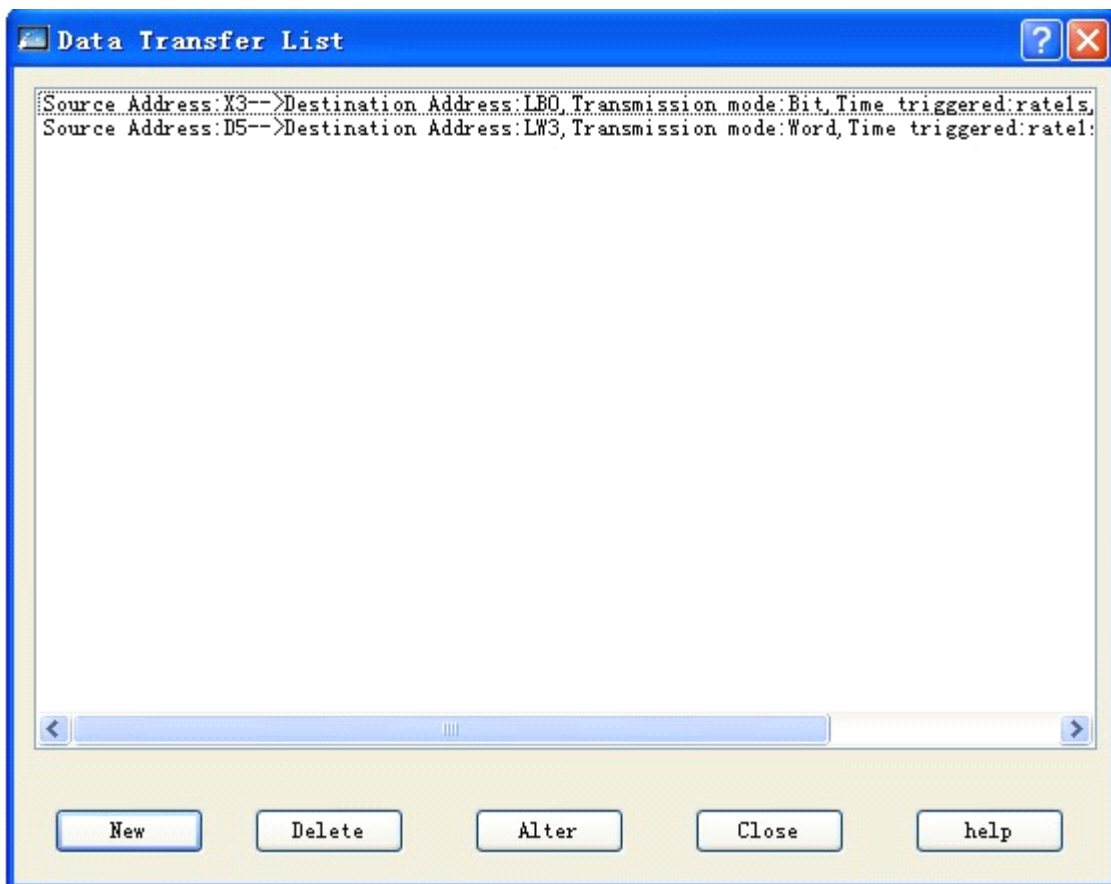 Data Transfer List
Source Address:X3-->Destination Address:LB0,Transmission mode:Bit,Time triggered:rate1s,
Source Address:D5-->Destination Address:LW3,Transmission mode:Word,Time triggered:rate1s
New Delete Alter Close help